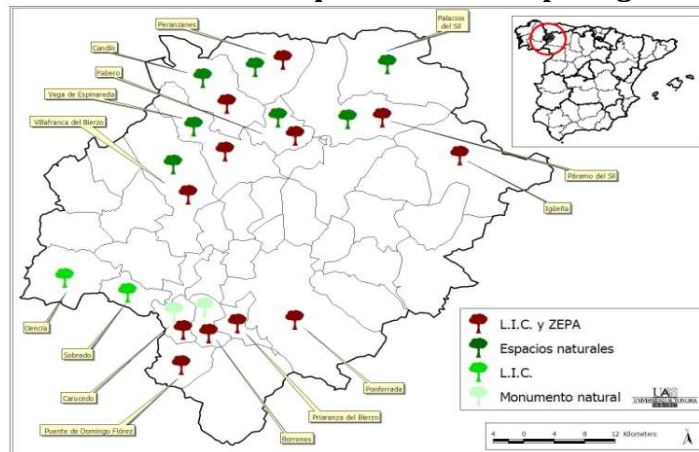 Peranzanes
Palacios del Sil
Candín
Fabero
Vega de Espinareda
Villafranca del Bierzo
Páramo del Sil
Igüeña
Oencia
Sobrado
Carucedo
Puente de Domingo Flórez
Borrenes
Priaranza del Bierzo
Ponferrada
L.I.C. y ZEPA
Espacios naturales
L.I.C.
Monumento natural
4 0 4 8 12 Kilometers